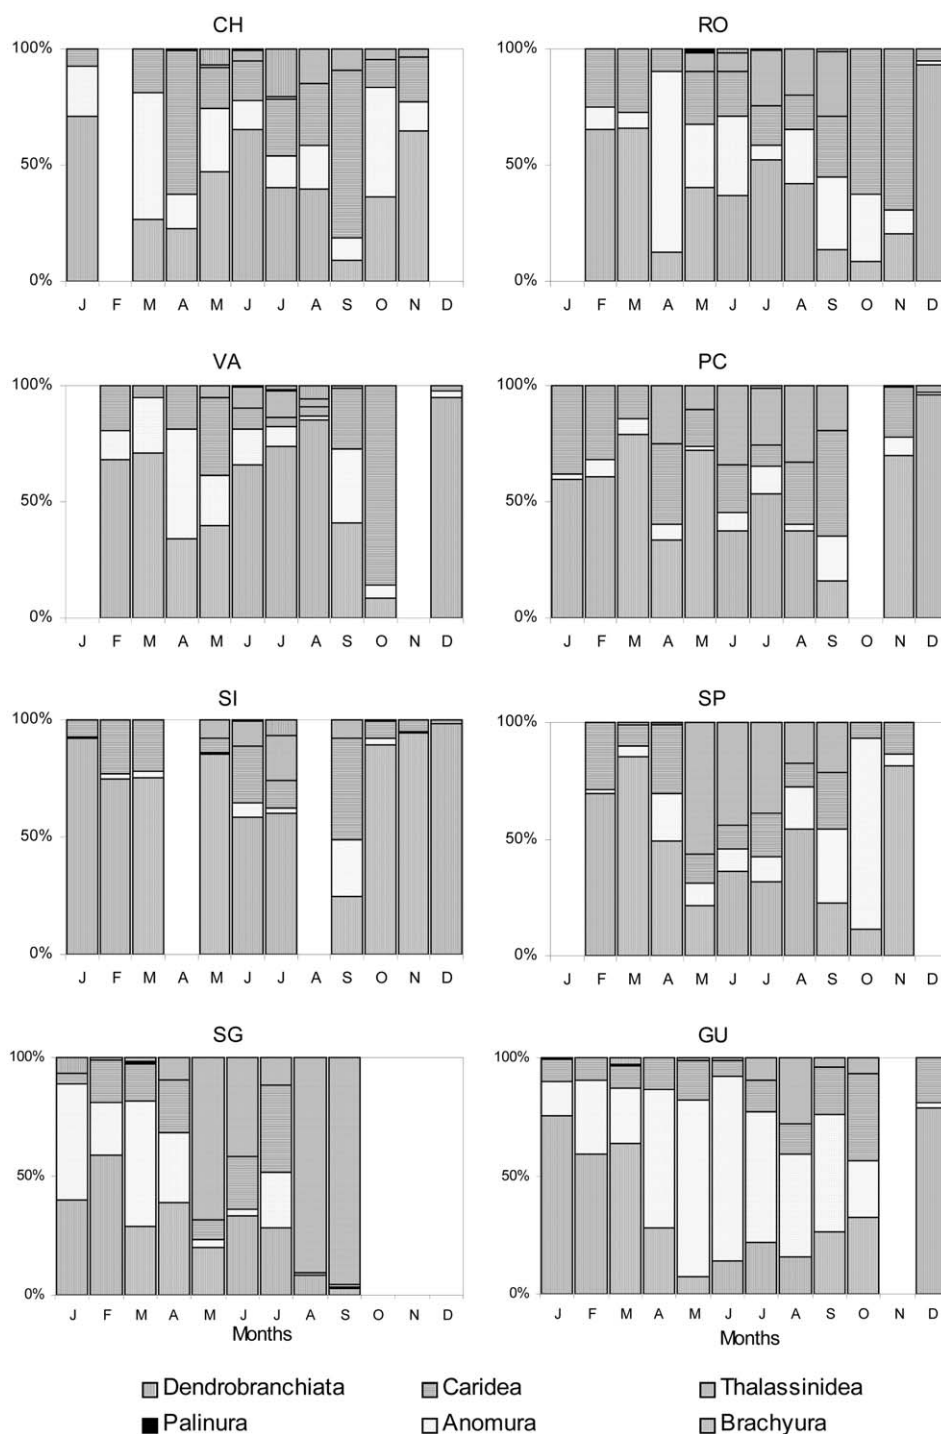 CH RO
100% 100%
50% 50%
0% 0%
J F M A M J J A S O N D J F M A M J J A S O N D
VA PC
100% 100%
50% 50%
0% 0%
J F M A M J J A S O N D J F M A M J J A S O N D
SI SP
100% 100%
50% 50%
0% 0%
J F M A M J J A S O N D J F M A M J J A S O N D
SG GU
100% 100%
50% 50%
0% 0%
J F M A M J J A S O N D J F M A M J J A S O N D
Months Months
Dendrobranchiata Caridea Thalassinidea
Palinura Anomura Brachyura